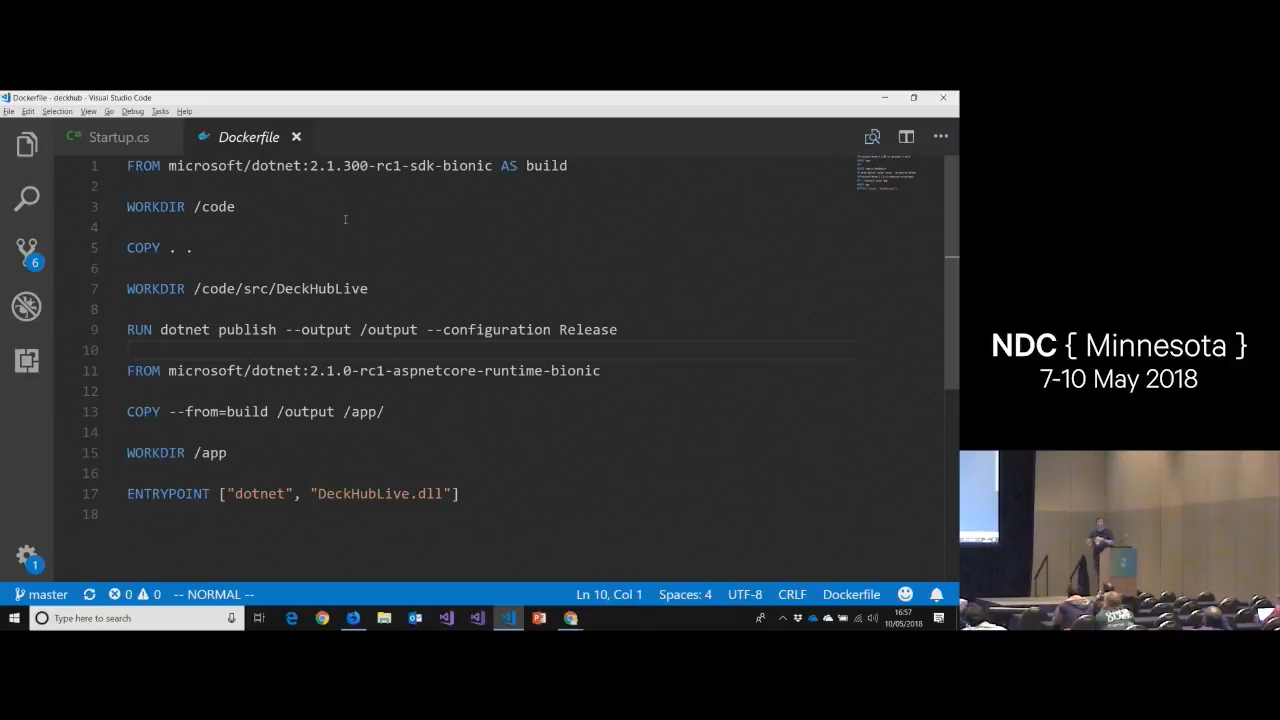 Dockerfile - deckhub - Visual Studio Code
File Edit Selection View Go Debug Tasks Help
C# Startup.cs
Dockerfile
1 FROM microsoft/dotnet:2.1.300-rc1-sdk-bionic AS build
2
3 WORKDIR /code
4
5 COPY . .
6
7 WORKDIR /code/src/DeckHubLive
8
9 RUN dotnet publish --output /output --configuration Release
10
11 FROM microsoft/dotnet:2.1.0-rc1-aspnetcore-runtime-bionic
12
13 COPY --from=build /output /app/
14
15 WORKDIR /app
16
17 ENTRYPOINT ["dotnet", "DeckHubLive.dll"]
18
6
1
master 0 0 -- NORMAL -- Ln 10, Col 1 Spaces: 4 UTF-8 CRLF Dockerfile
Type here to search
16:57
10/05/2018
NDC { Minnesota }
7-10 May 2018
2